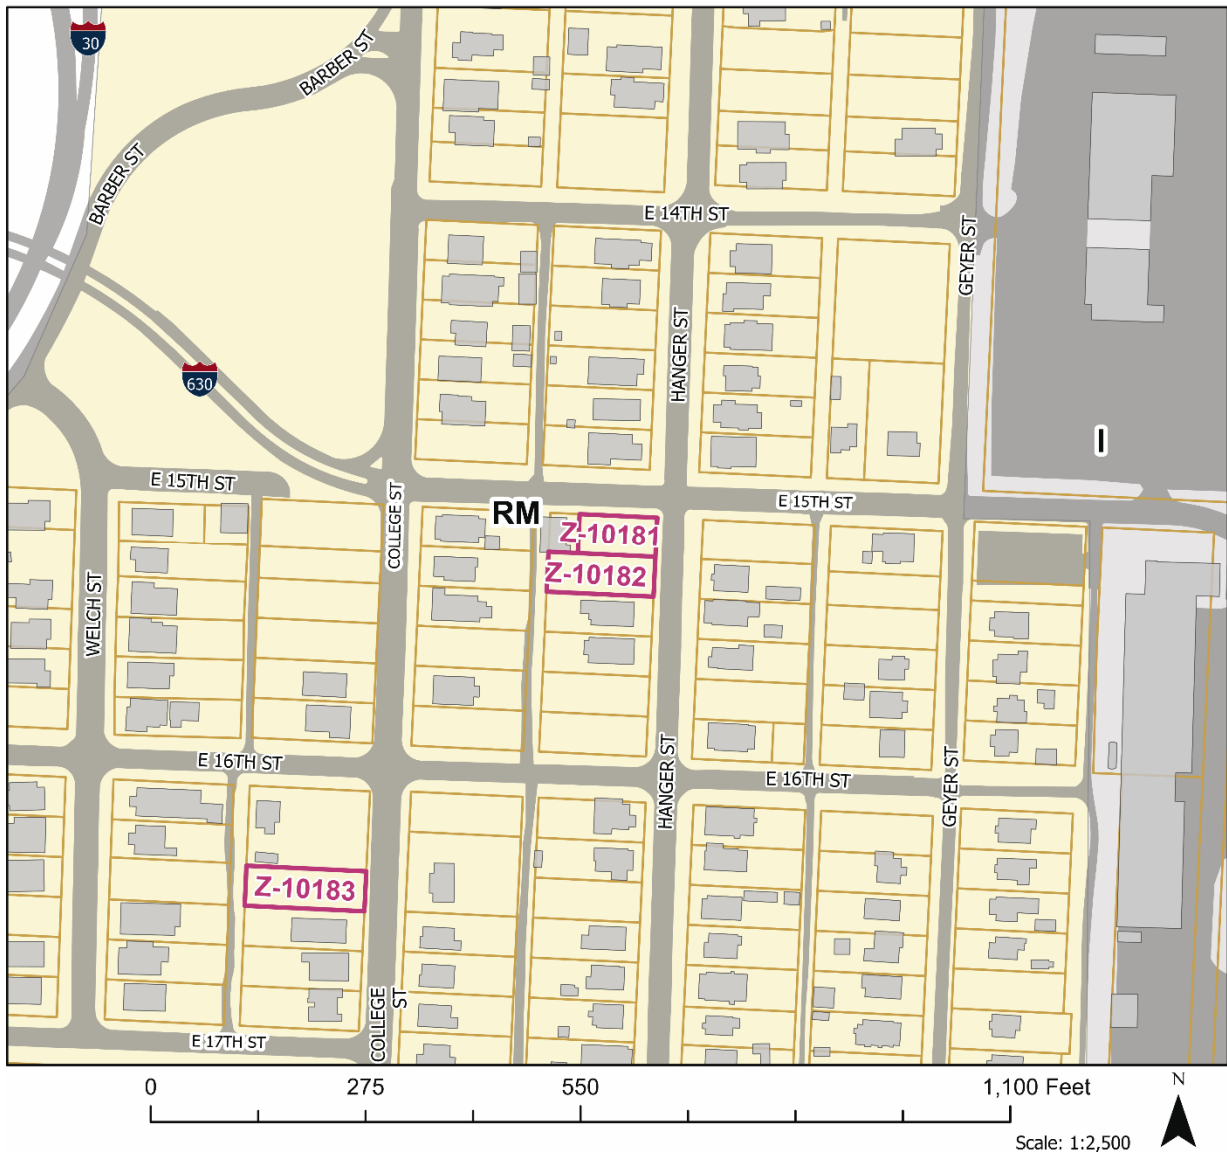 30
BARBER ST
BARBER ST
E 14TH ST
GEYER ST
HANGER ST
630
I
E 15TH ST
COLLEGE ST
RM
E 15TH ST
Z-10181
Z-10182
WELCH ST
E 16TH ST
HANGER ST
E 16TH ST
GEYER ST
Z-10183
COLLEGE
ST
E 17TH ST
0
275
550
1,100 Feet
N
Scale: 1:2,500